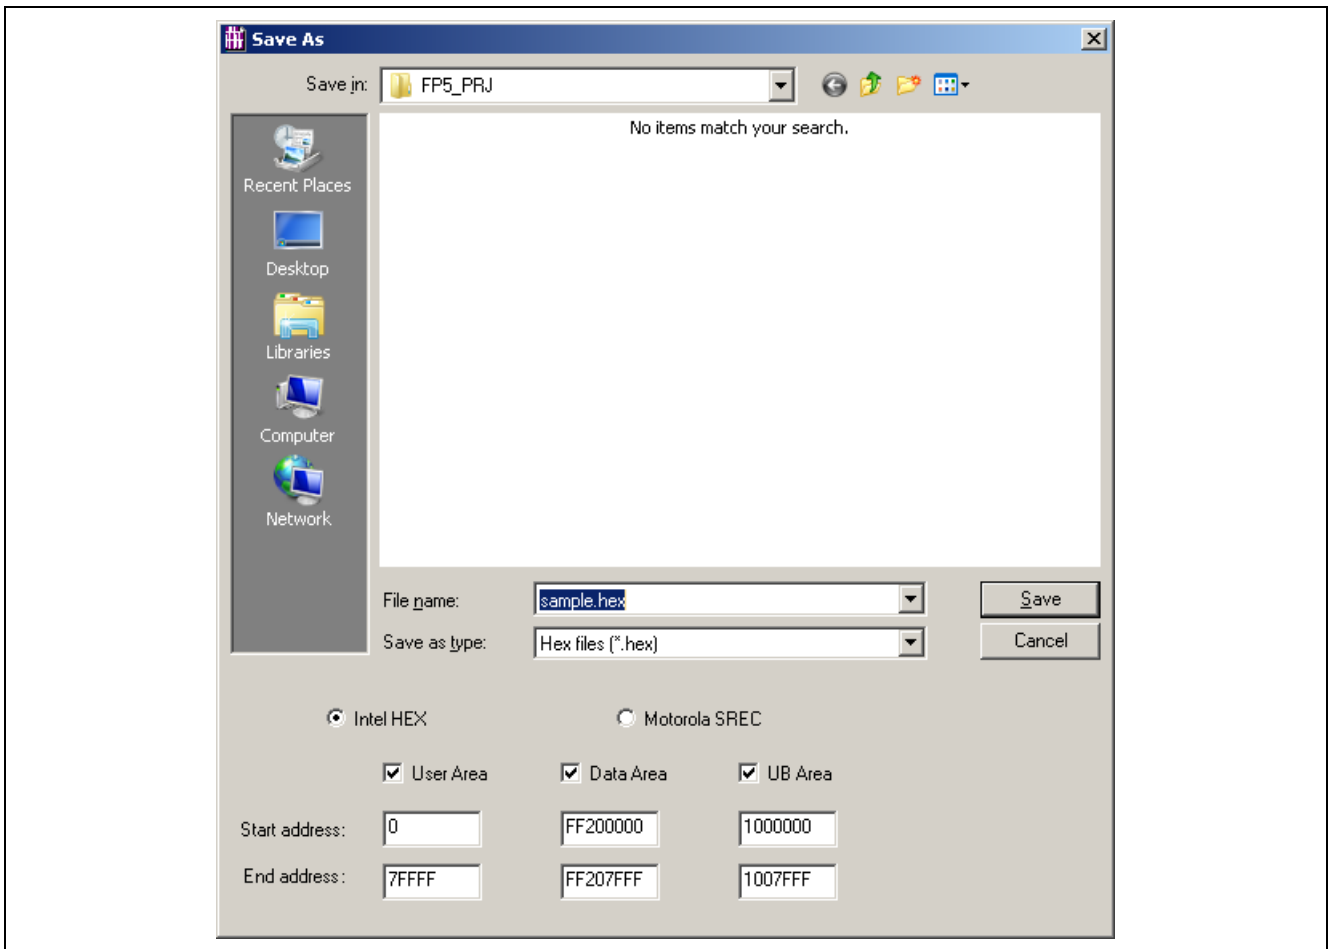 Save As
Save in: FP5_PRJ
No items match your search.
Recent Places
Desktop
Libraries
Computer
Network
File name: sample.hex Save
Save as type: Hex files (*.hex) Cancel
Intel HEX Motorola SREC
User Area Data Area UB Area
Start address: 0 FF200000 1000000
End address: 7FFFF FF207FFF 1007FFF